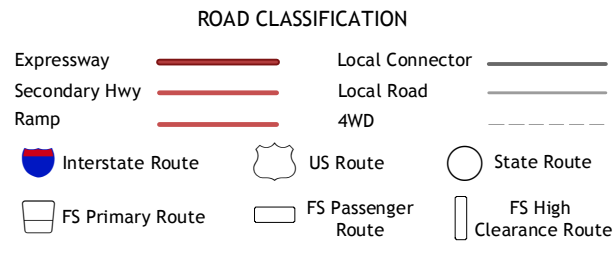 ROAD CLASSIFICATION
Expressway
Local Connector
Secondary Hwy
Local Road
Ramp
4WD
Interstate Route
US Route
State Route
FS Primary Route
FS Passenger
Route
FS High
Clearance Route